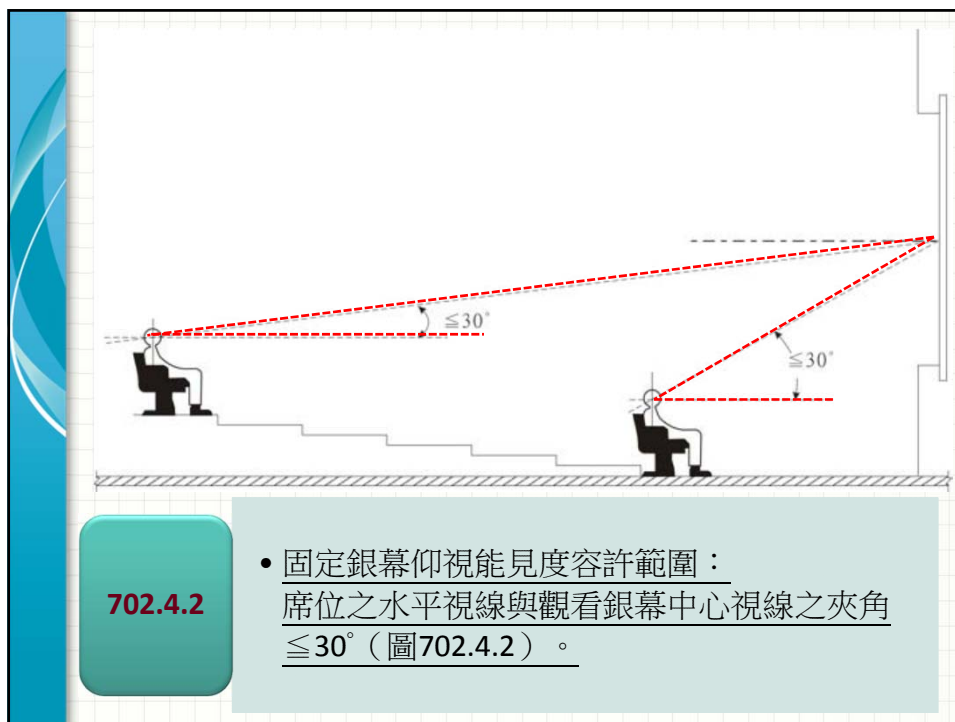 ≦30°
≦30°
702.4.2
• 固定銀幕仰視能見度容許範圍：
席位之水平視線與觀看銀幕中心視線之夾角
≦30°（圖702.4.2）。